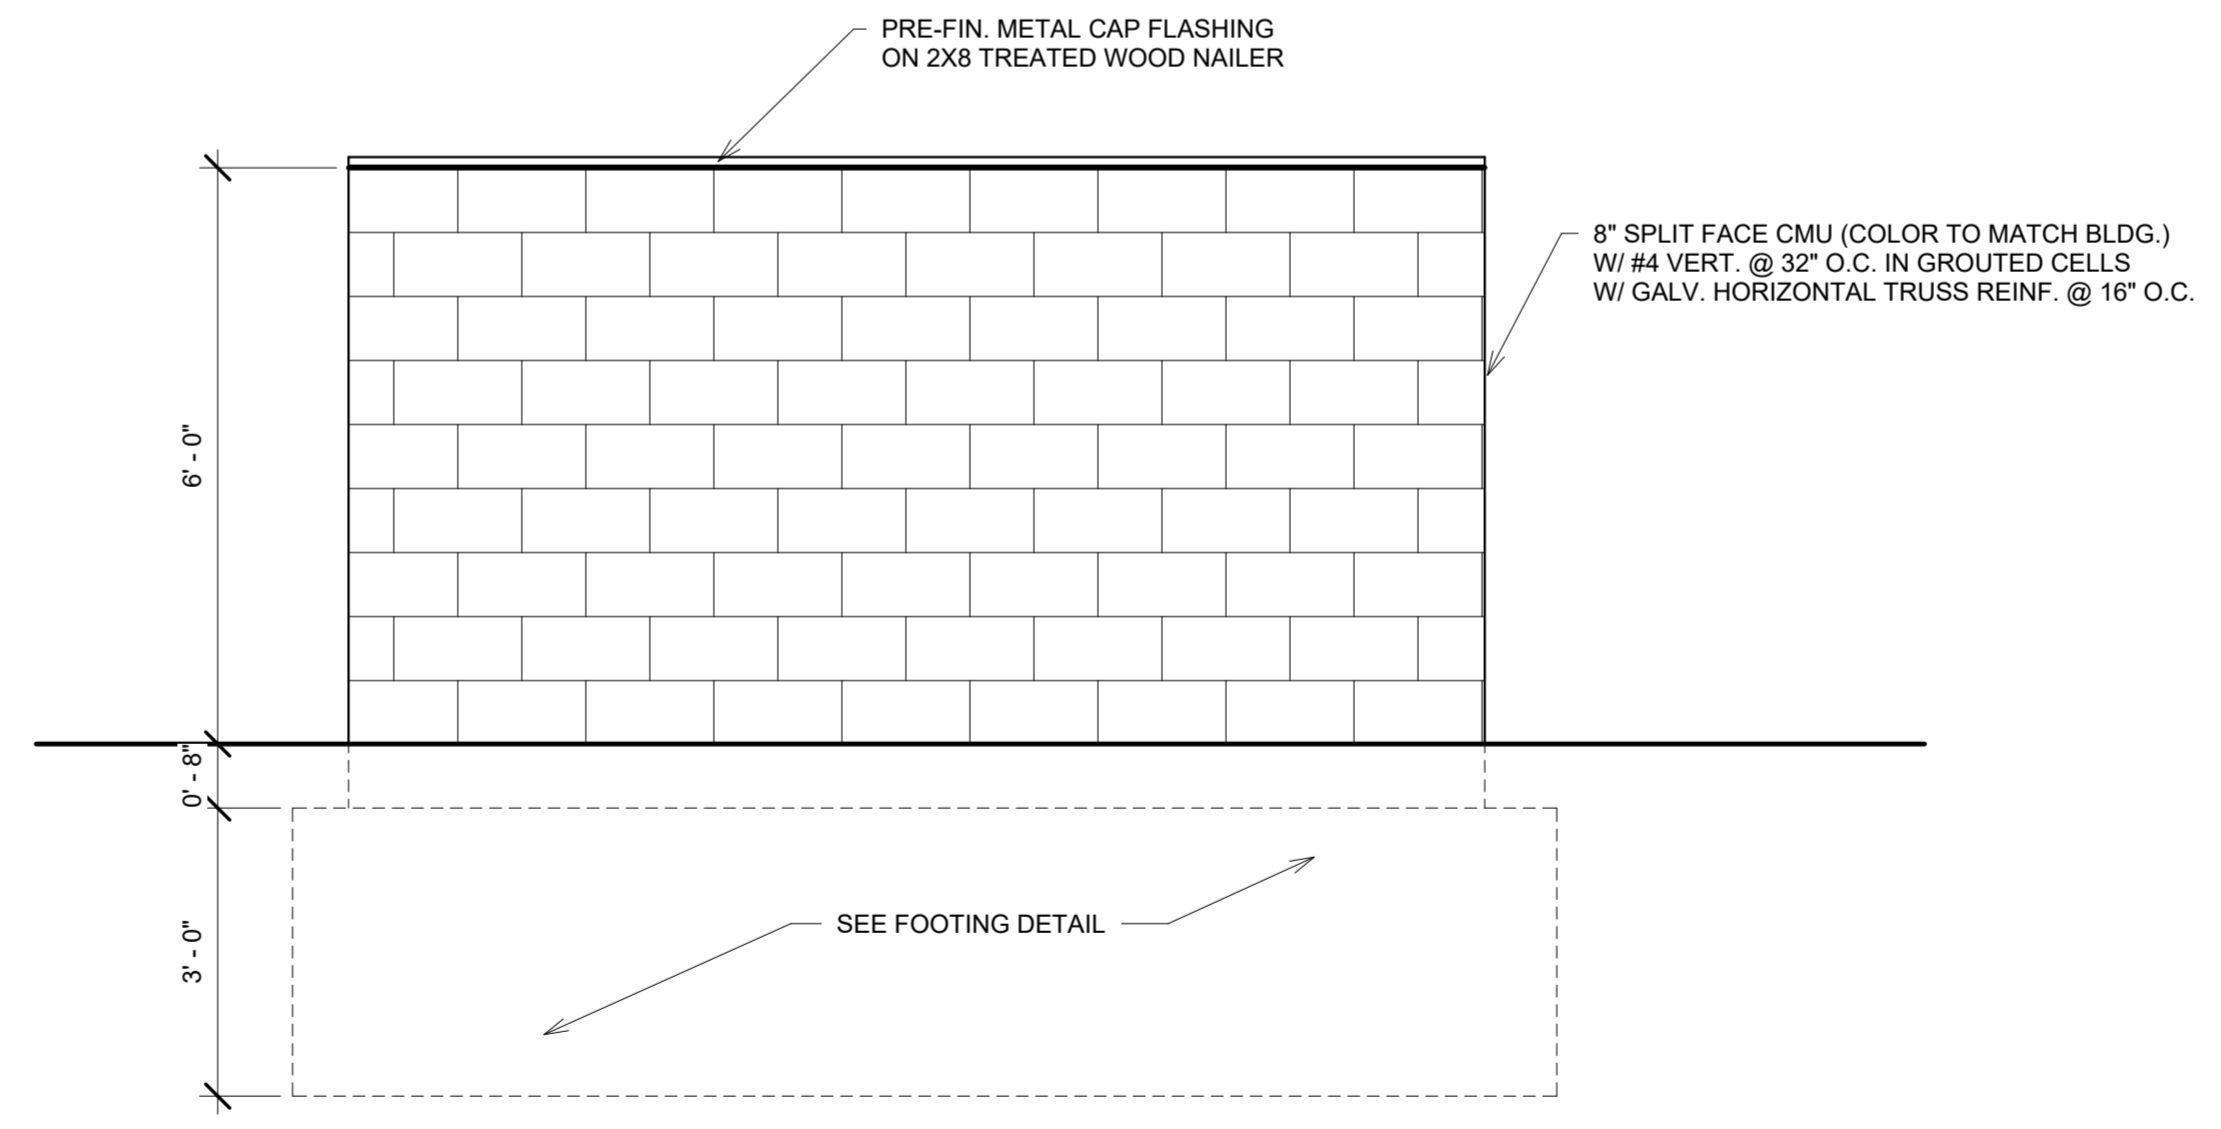 PRE-FIN. METAL CAP FLASHING
ON 2X8 TREATED WOOD NAILER
8" SPLIT FACE CMU (COLOR TO MATCH BLDG.)
W/ #4 VERT. @ 32" O.C. IN GROUTED CELLS
W/ GALV. HORIZONTAL TRUSS REINF. @ 16" O.C.
6' - 0"
0' - 8"
3' - 0"
SEE FOOTING DETAIL